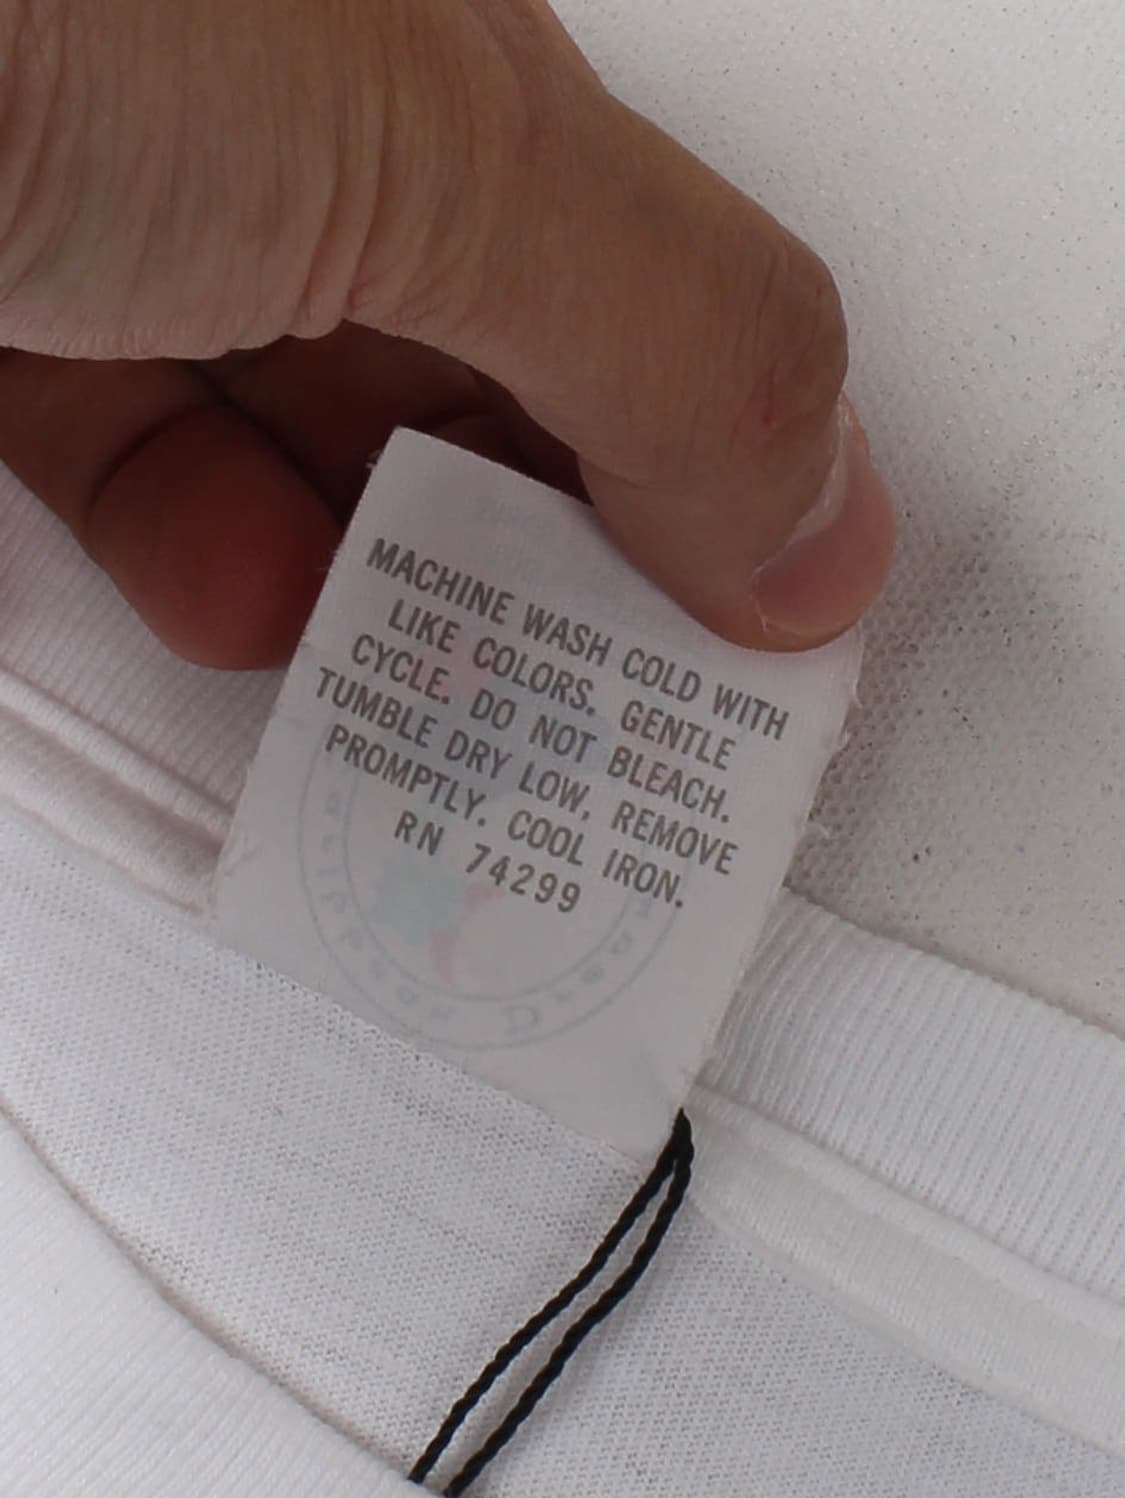 MACHINE WASH COLD WITH
LIKE COLORS. GENTLE
CYCLE. DO NOT BLEACH.
TUMBLE DRY LOW, REMOVE
PROMPTLY. COOL IRON.
RN 74299